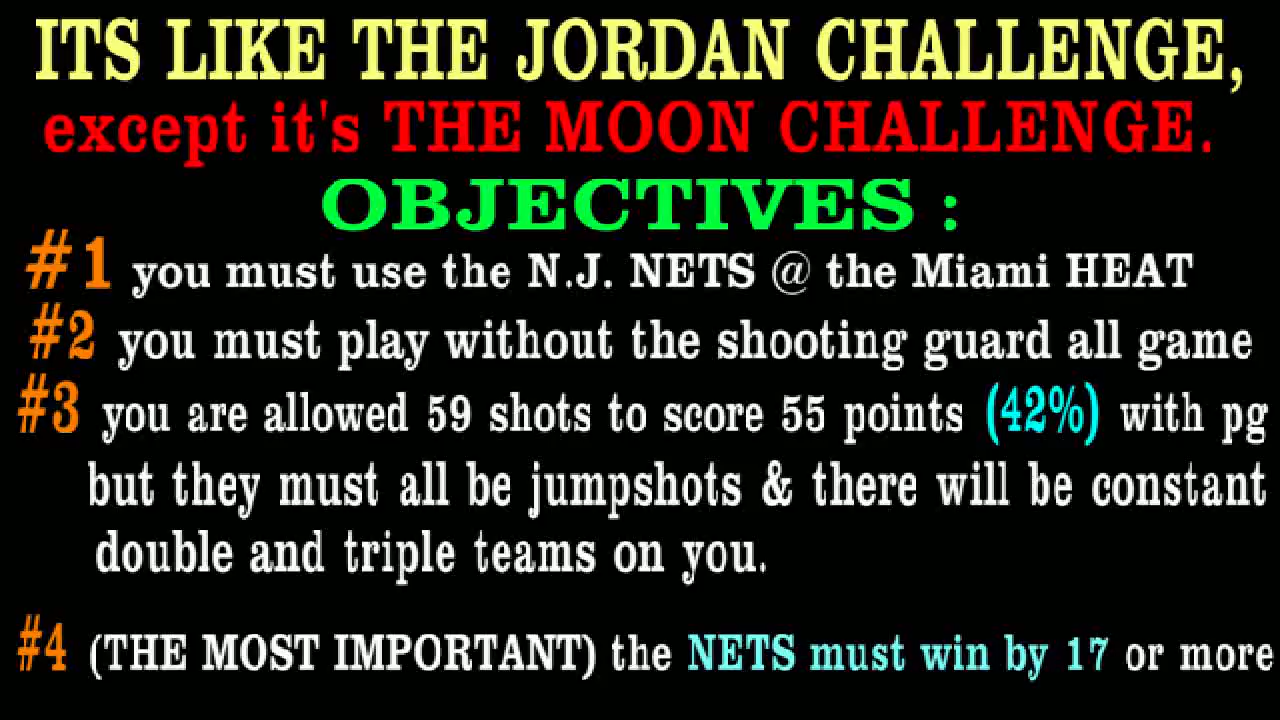 ITS LIKE THE JORDAN CHALLENGE,
except it's THE MOON CHALLENGE.
OBJECTIVES :
#1 you must use the N.J. NETS @ the Miami HEAT
#2 you must play without the shooting guard all game
#3 you are allowed 59 shots to score 55 points (42%) with pg
but they must all be jumpshots & there will be constant
double and triple teams on you.
#4 (THE MOST IMPORTANT) the NETS must win by 17 or more